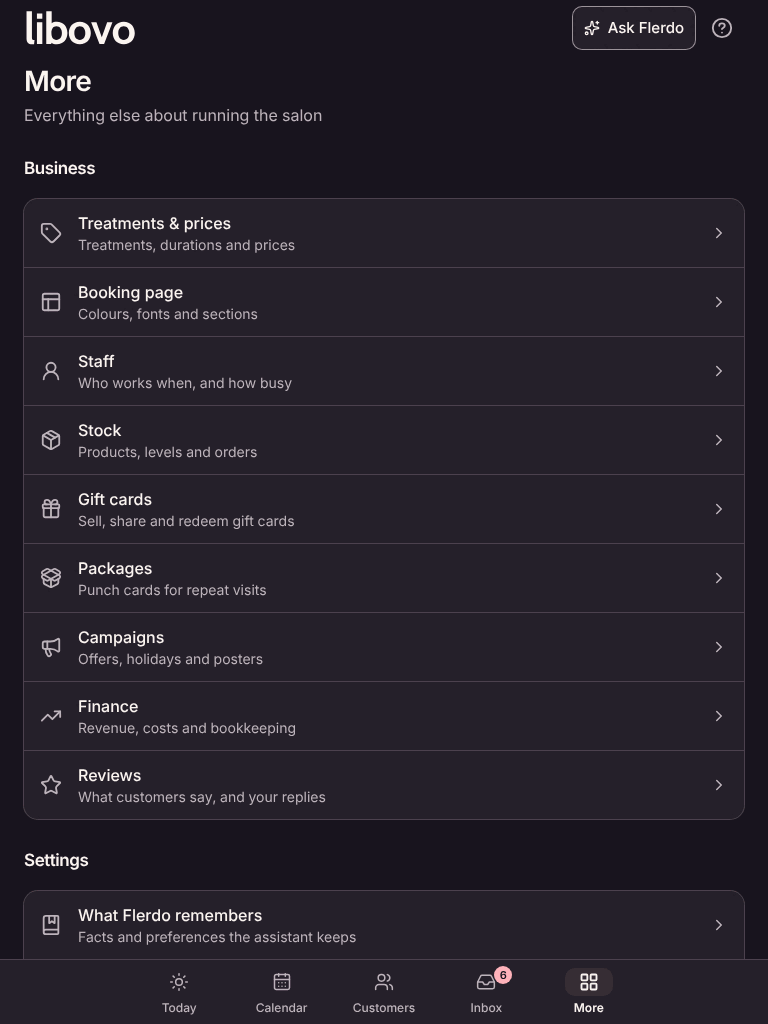 libovo
Ask Flerdo
More
Everything else about running the salon
Business
Treatments & prices
Treatments, durations and prices
Booking page
Colours, fonts and sections
Staff
Who works when, and how busy
Stock
Products, levels and orders
Gift cards
Sell, share and redeem gift cards
Packages
Punch cards for repeat visits
Campaigns
Offers, holidays and posters
Finance
Revenue, costs and bookkeeping
Reviews
What customers say, and your replies
Settings
What Flerdo remembers
Facts and preferences the assistant keeps
6
Today
Calendar
Customers
Inbox
More